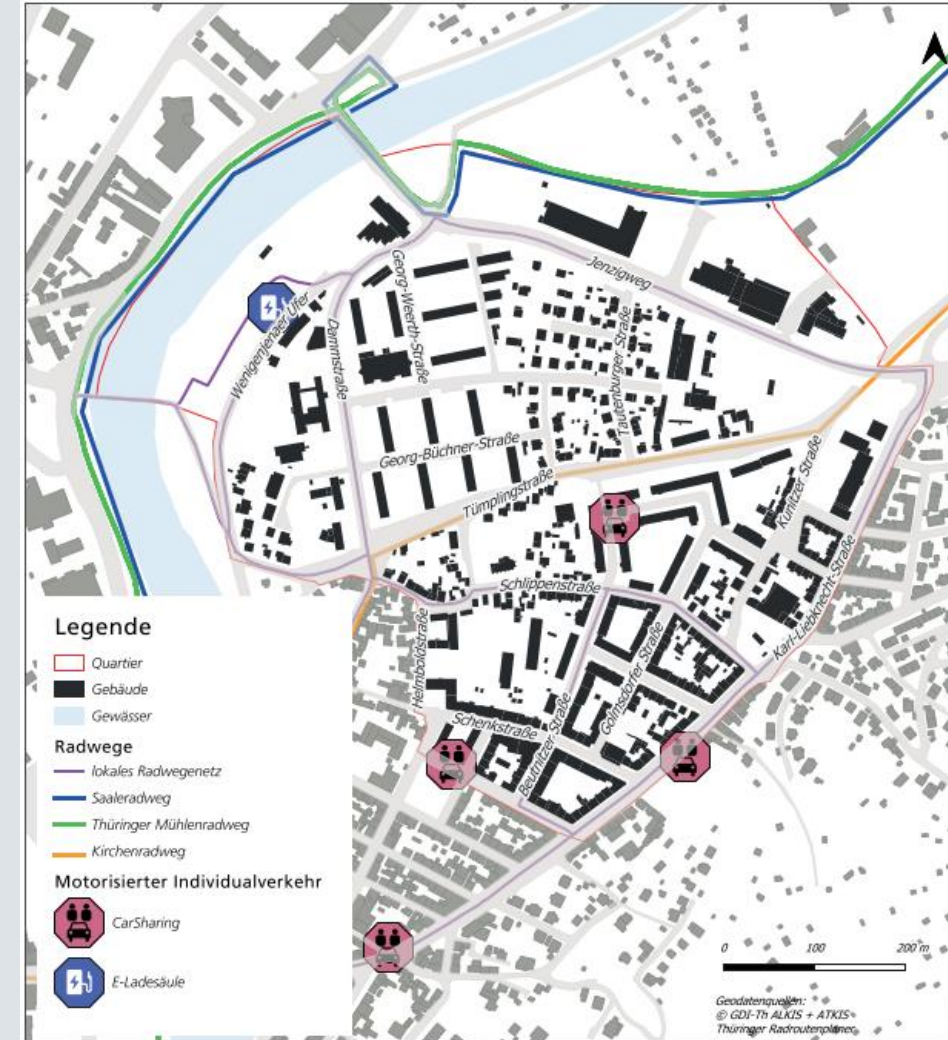 Jenzigweg
Georg-Weerth-Straße
Wenigenjenaer Ufer
Dammstraße
Tautenburger Straße
Georg-Büchner-Straße
Tümplingstraße
Kunitzer Straße
Karl-Liebknecht-Straße
Schlippenstraße
Helmboldstraße
Golmsdorfer Straße
Beutnitzer Straße
Schenkstraße
Legende
Quartier
Gebäude
Gewässer
Radwege
lokales Radwegenetz
Saaleradweg
Thüringer Mühlenradweg
Kirchenradweg
Motorisierter Individualverkehr
CarSharing
E-Ladesäule
0 100 200 m
Geodatenquellen:
© GDI-Th ALKIS + ATKIS
Thüringer Radroutenplaner